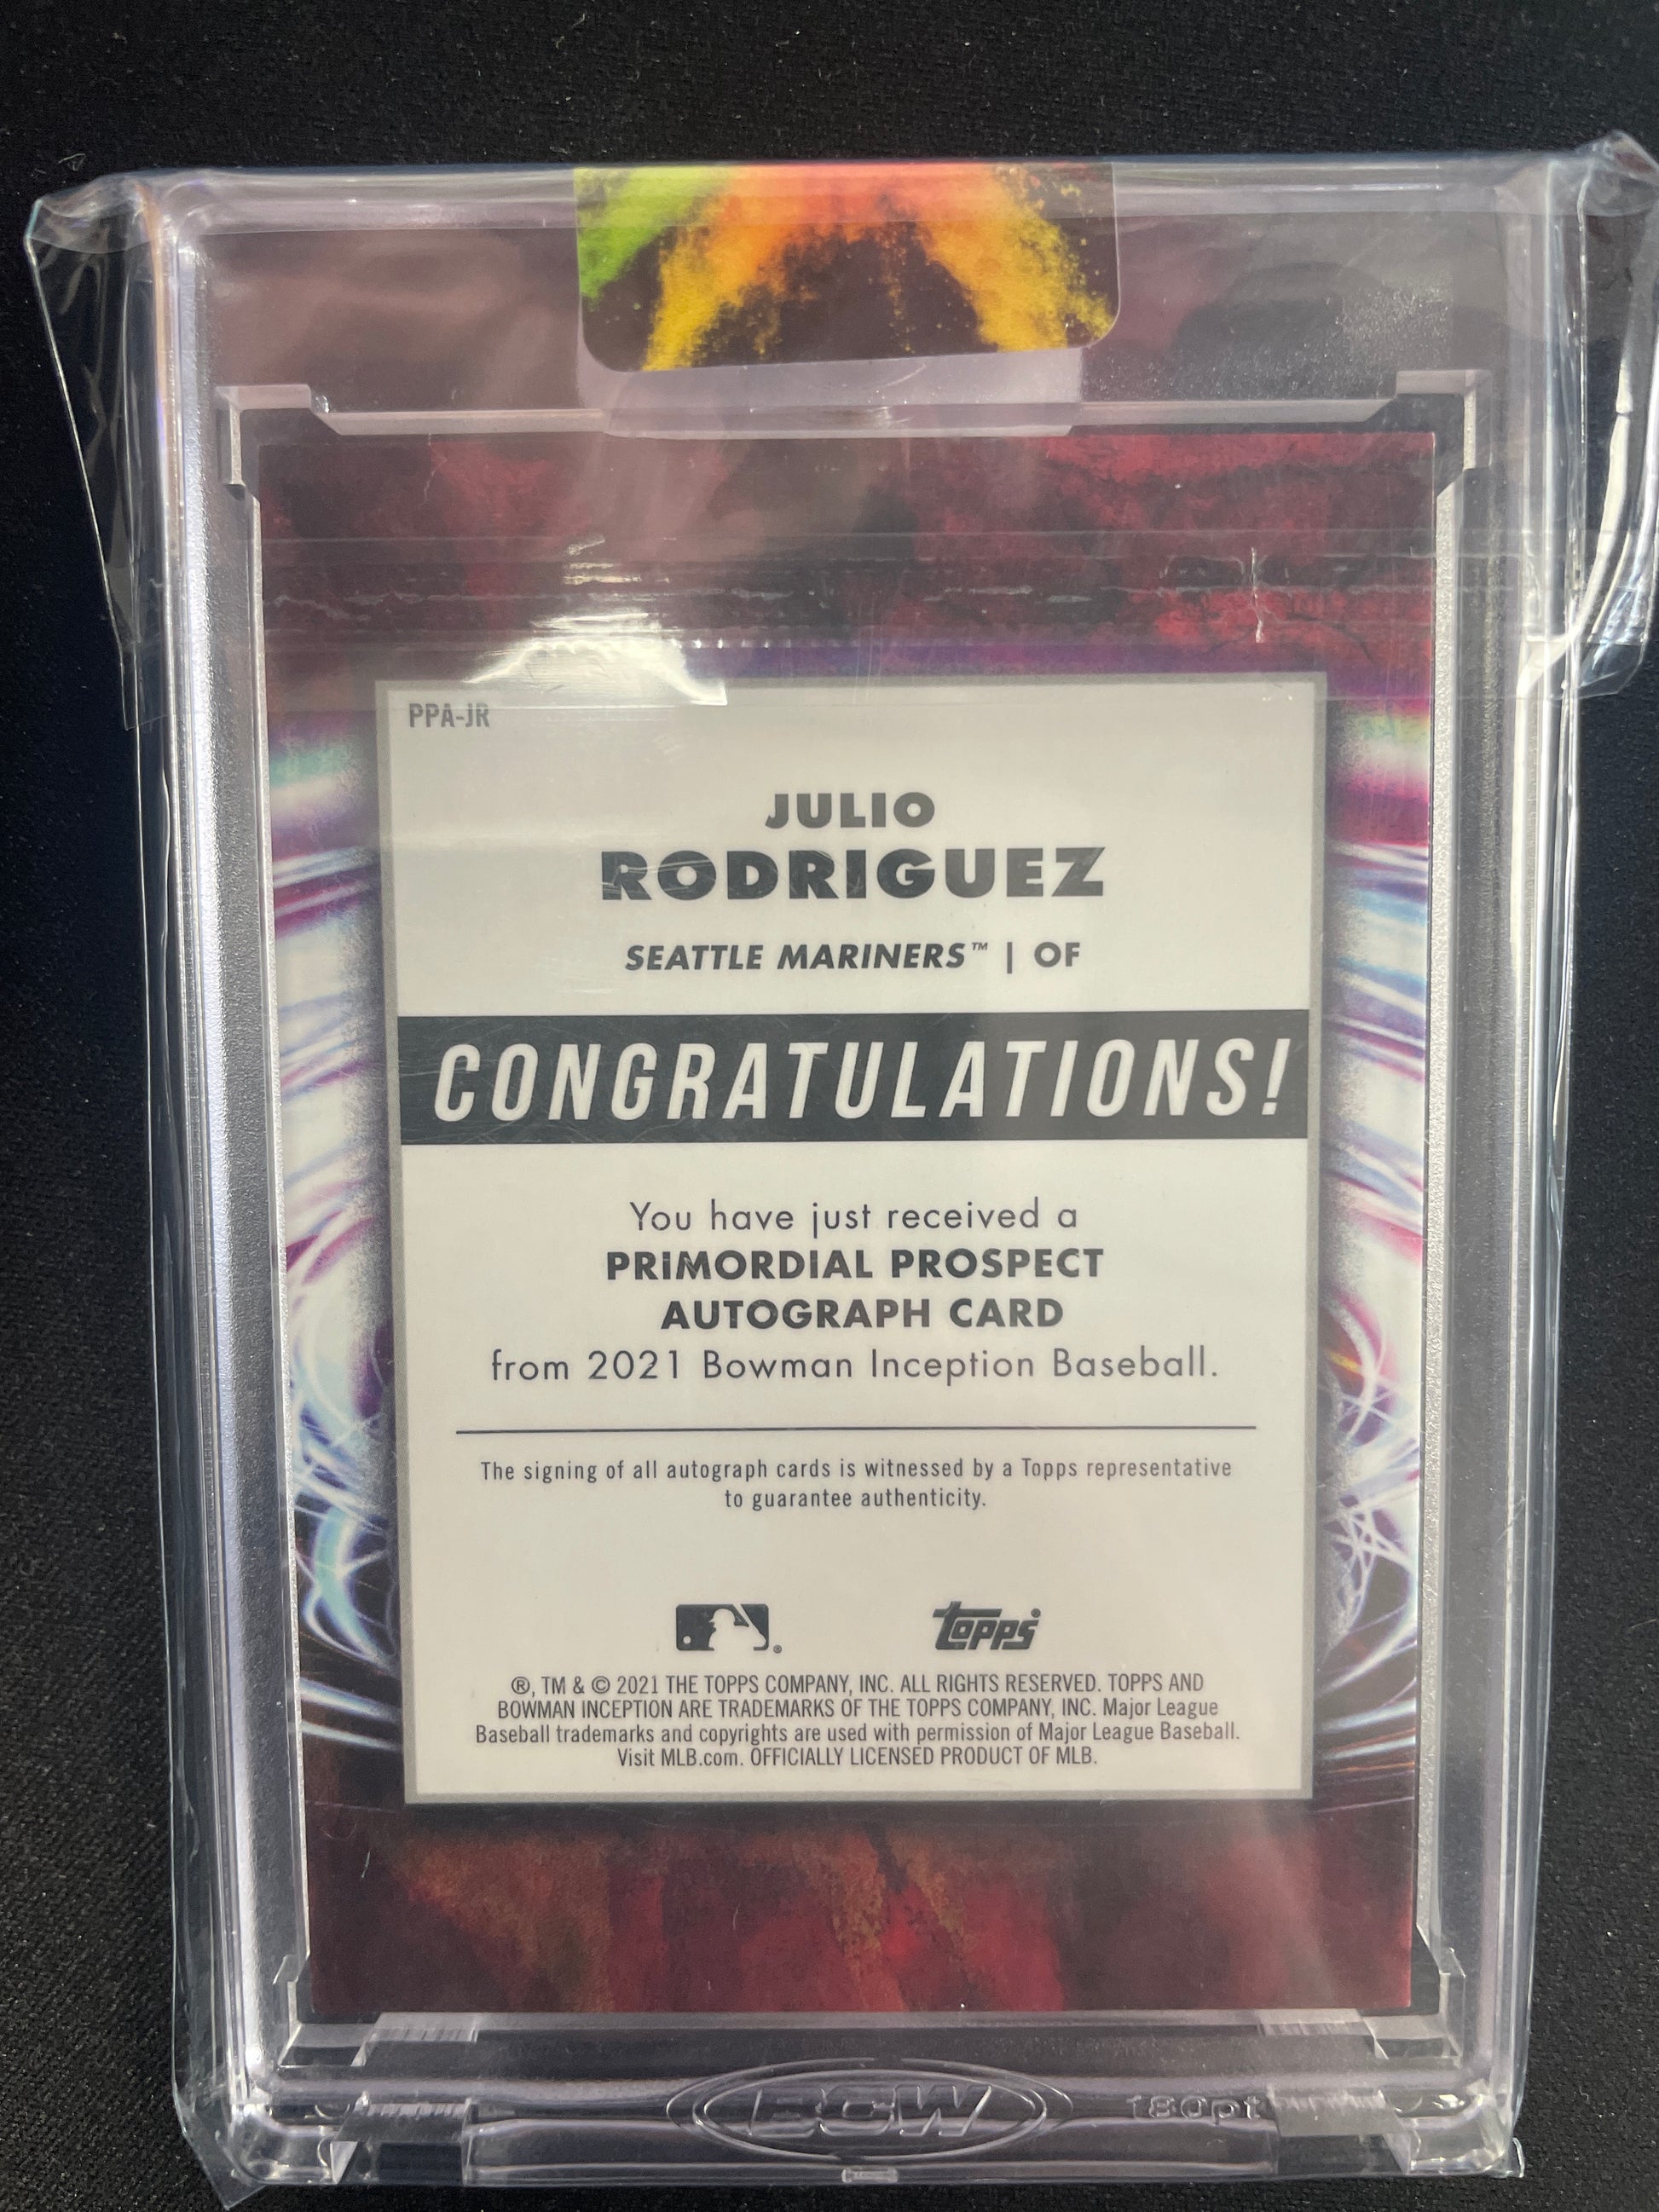 PPA-JR
JULIO
RODRIGUEZ
SEATTLE MARINERS™ | OF
CONGRATULATIONS!
You have just received a
PRiMORDIAL PROSPECT
AUTOGRAPH CARD
from 2021 Bowman Inception Baseball.
The signing of all autograph cards is witnessed by a Topps representative
to guarantee authenticity.
®
topps
®, TM & © 2021 THE TOPPS COMPANY, INC. ALL RIGHTS RESERVED. TOPPS AND
BOWMAN INCEPTION ARE TRADEMARKS OF THE TOPPS COMPANY, INC. Major League
Baseball trademarks and copyrights are used with permission of Major League Baseball.
Visit MLB.com. OFFICIALLY LICENSED PRODUCT OF MLB.
BCW 180pt